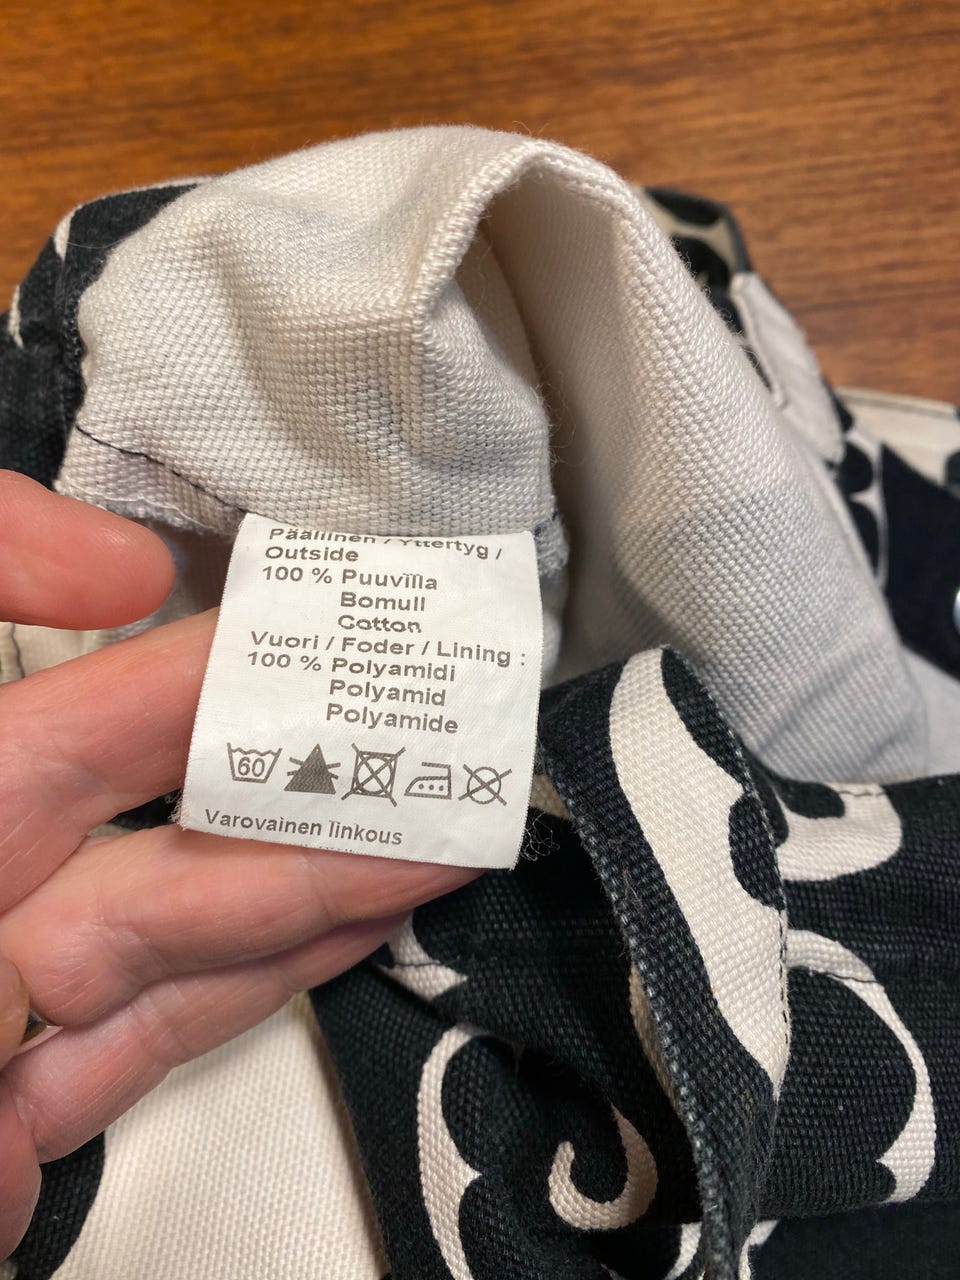 Päällinen / Yttertyg /
Outside
100 % Puuvilla
Bomull
Cotton
Vuori / Foder / Lining :
100 % Polyamidi
Polyamid
Polyamide
60
Varovainen linkous